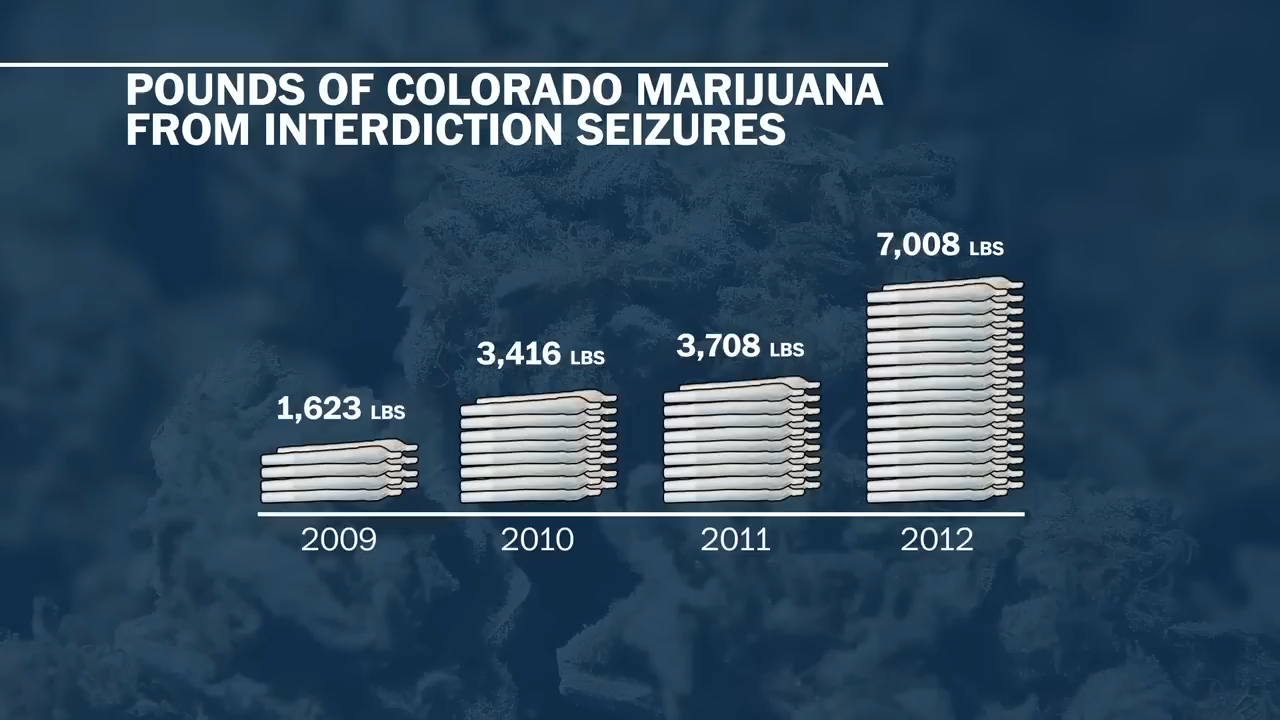 POUNDS OF COLORADO MARIJUANA
FROM INTERDICTION SEIZURES
1,623 LBS
3,416 LBS
3,708 LBS
7,008 LBS
2009
2010
2011
2012